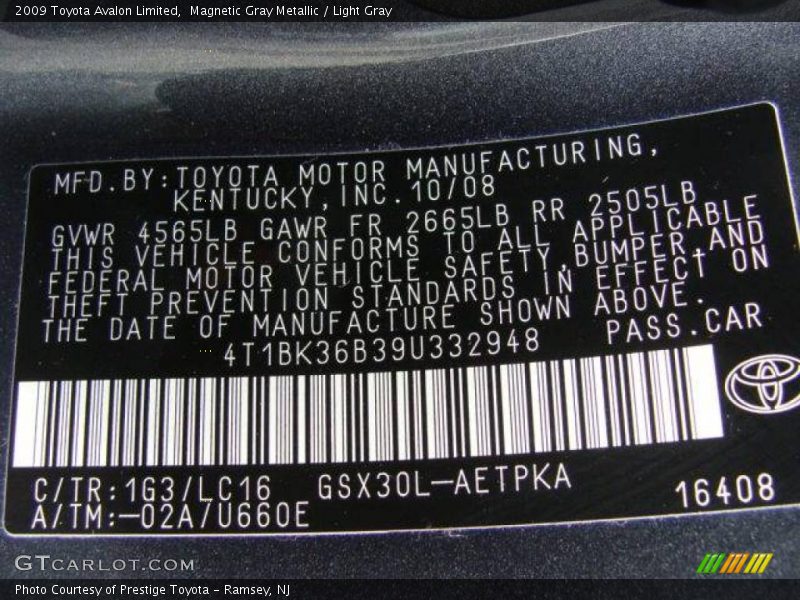 2009 Toyota Avalon Limited,  Magnetic Gray Metallic / Light Gray
MFD.BY:TOYOTA MOTOR MANUFACTURING,
KENTUCKY,INC.10/08
GVWR 4565LB GAWR FR 2665LB RR 2505LB
THIS VEHICLE CONFORMS TO ALL APPLICABLE
FEDERAL MOTOR VEHICLE SAFETY,BUMPER,AND
THEFT PREVENTION STANDARDS IN EFFECT ON
THE DATE OF MANUFACTURE SHOWN ABOVE.
4T1BK36B39U332948 PASS.CAR
C/TR:1G3/LC16 GSX30L-AETPKA
A/TM:-02A/U660E 16408
GTCARLOT.COM
Photo Courtesy of Prestige Toyota - Ramsey, NJ